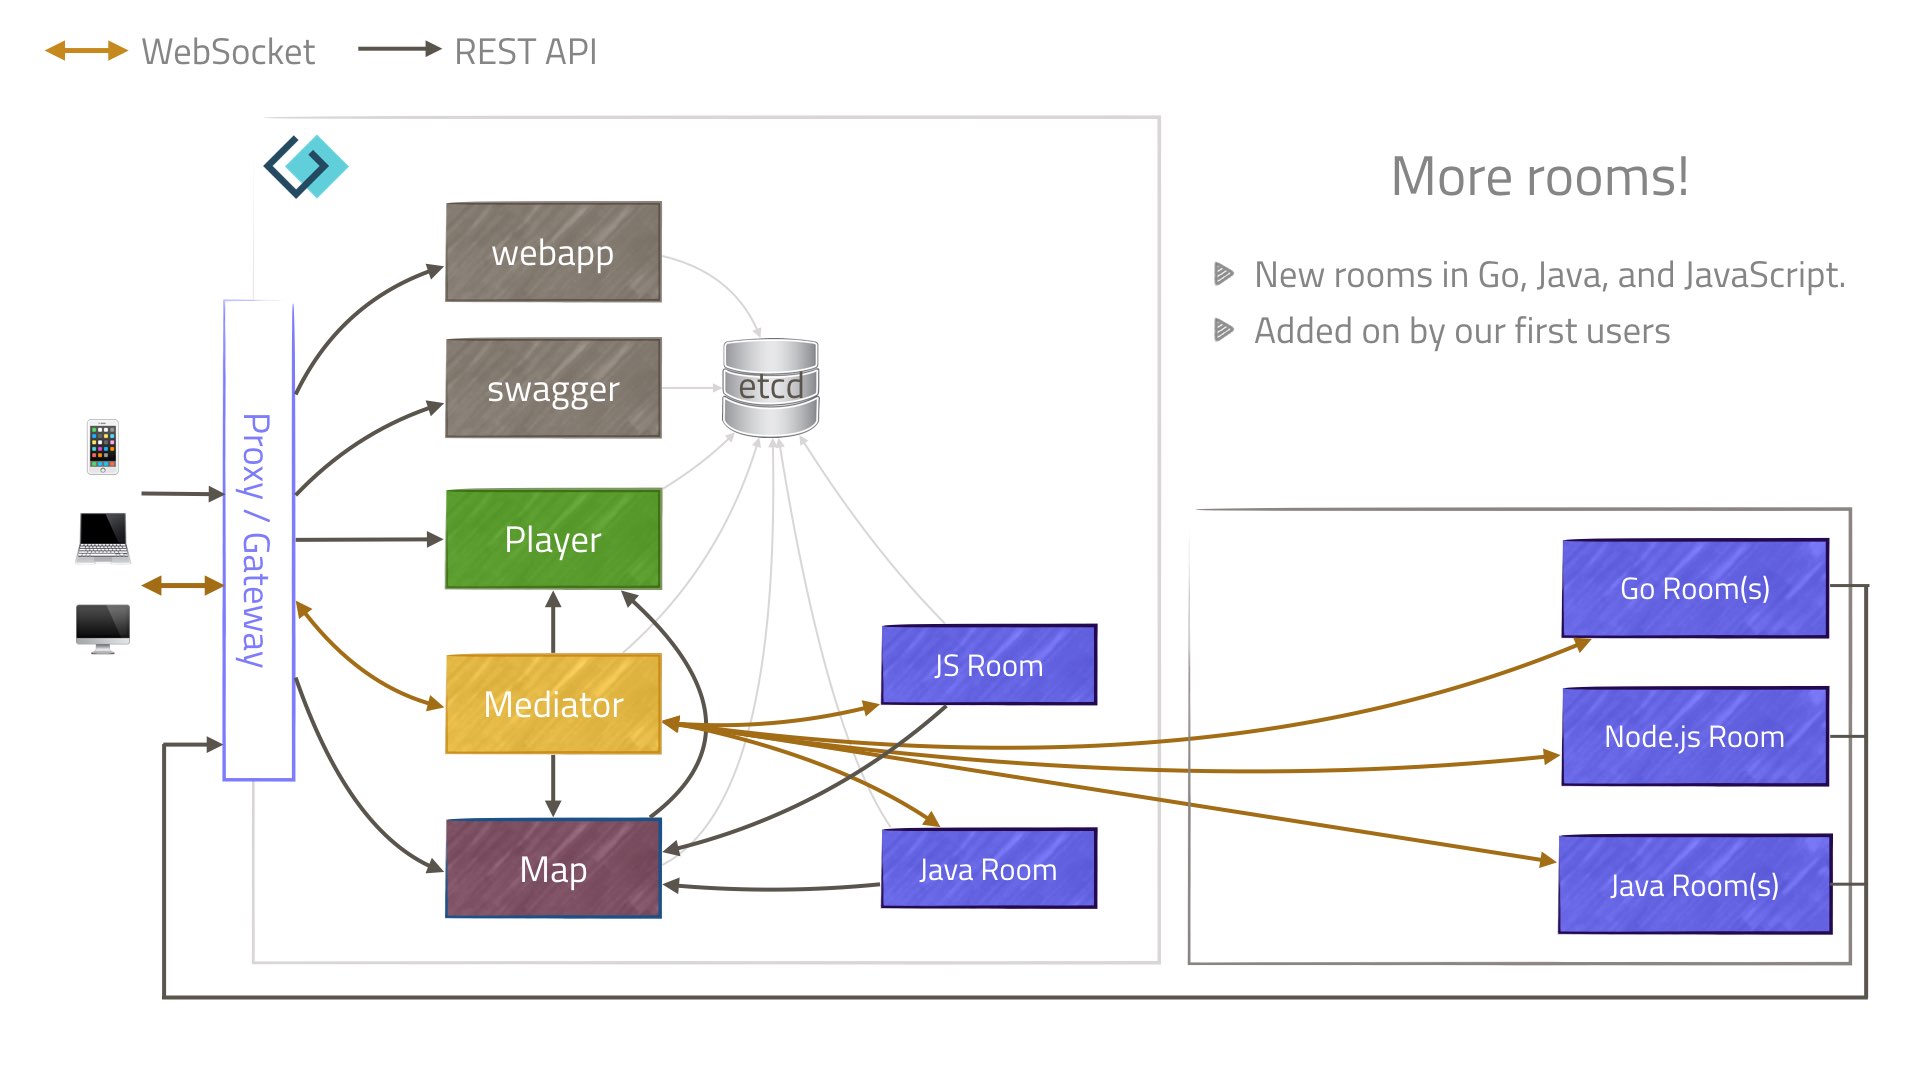 WebSocket
REST API
More rooms!
New rooms in Go, Java, and JavaScript.
Added on by our first users
webapp
swagger
etcd
Proxy / Gateway
Player
Mediator
Map
JS Room
Java Room
Go Room(s)
Node.js Room
Java Room(s)